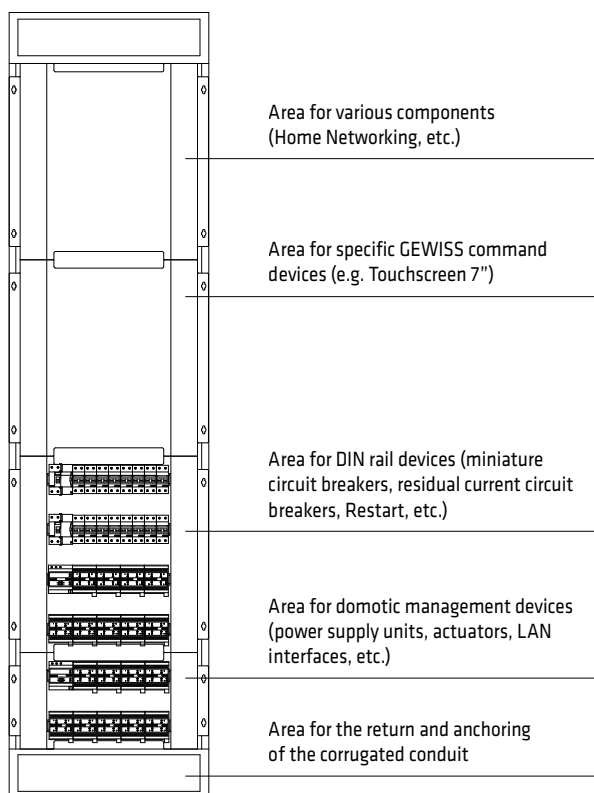 Area for various components
(Home Networking, etc.)
Area for specific GEWISS command
devices (e.g. Touchscreen 7”)
Area for DIN rail devices (miniature
circuit breakers, residual current circuit
breakers, Restart, etc.)
Area for domotic management devices
(power supply units, actuators, LAN
interfaces, etc.)
Area for the return and anchoring
of the corrugated conduit